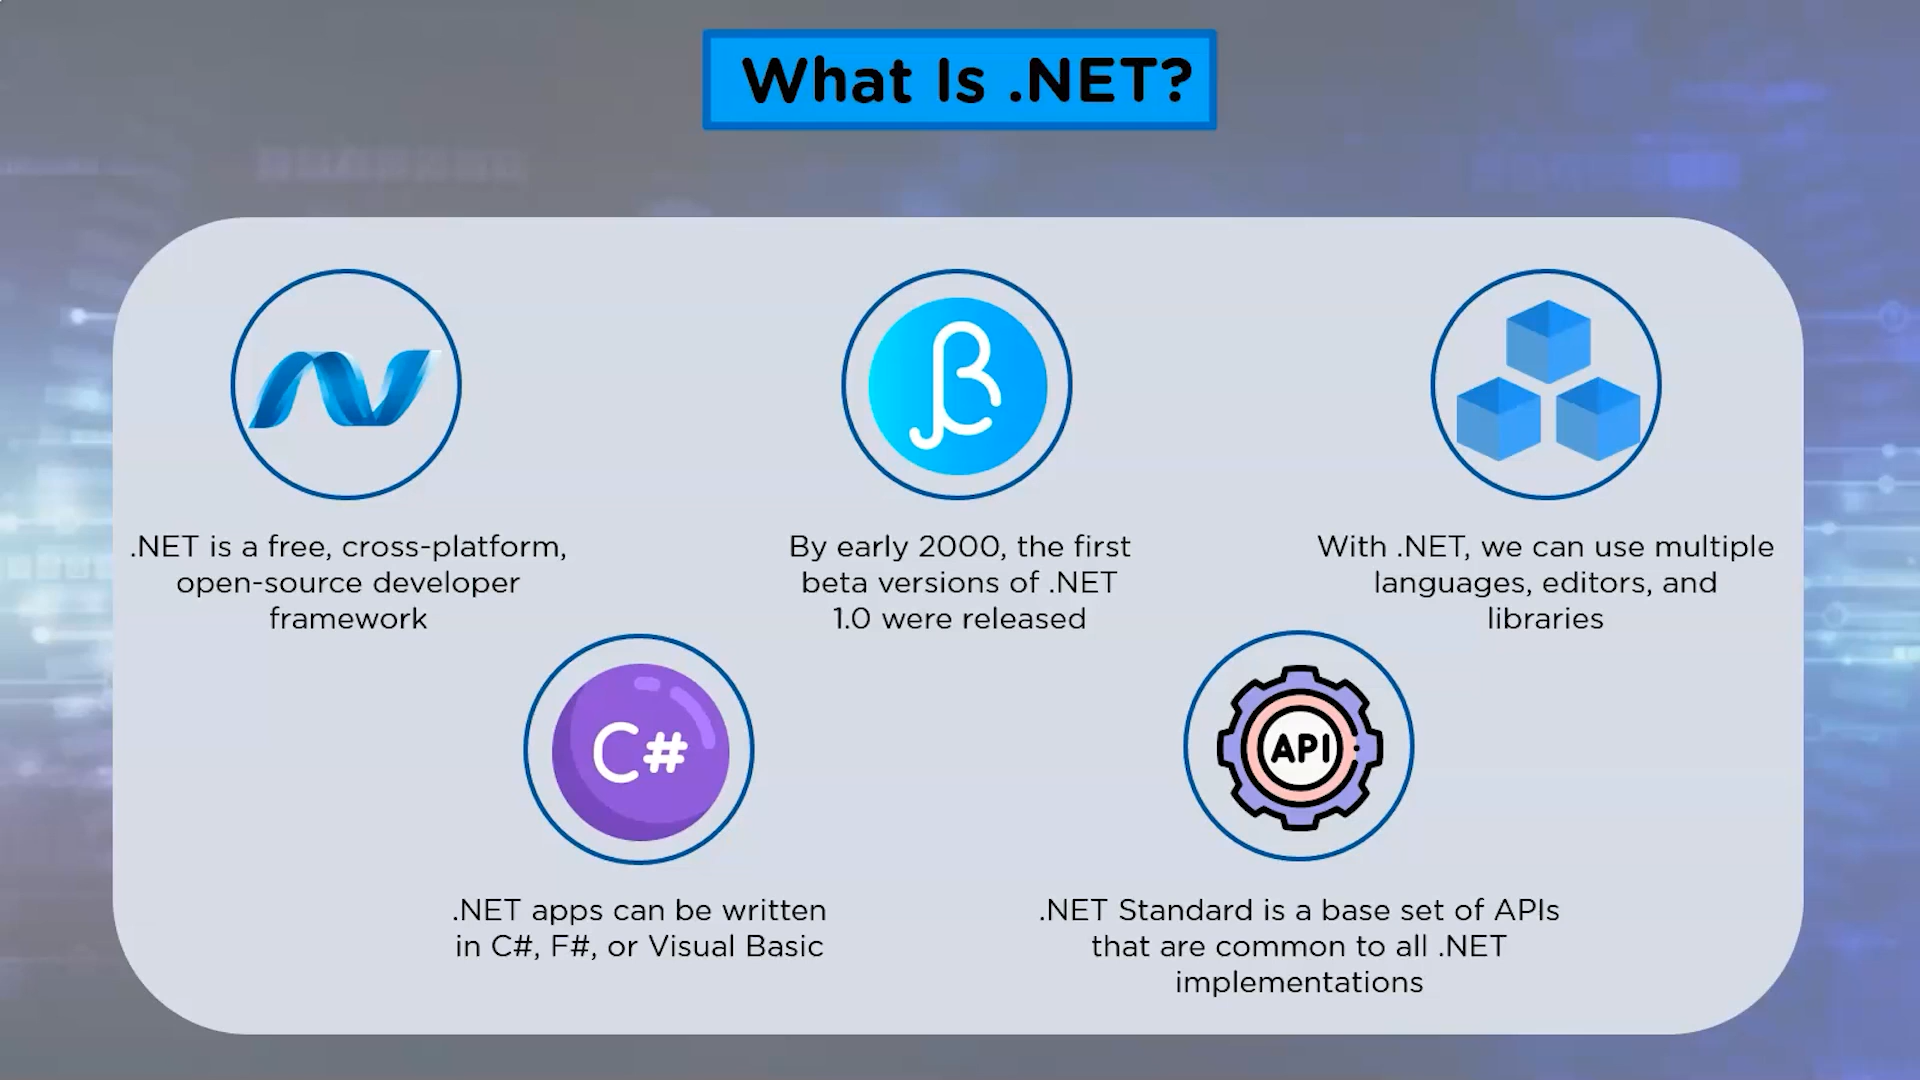 What Is .NET?
.NET is a free, cross-platform,
open-source developer
framework
By early 2000, the first
beta versions of .NET
1.0 were released
With .NET, we can use multiple
languages, editors, and
libraries
C#
.NET apps can be written
in C#, F#, or Visual Basic
API
.NET Standard is a base set of APIs
that are common to all .NET
implementations